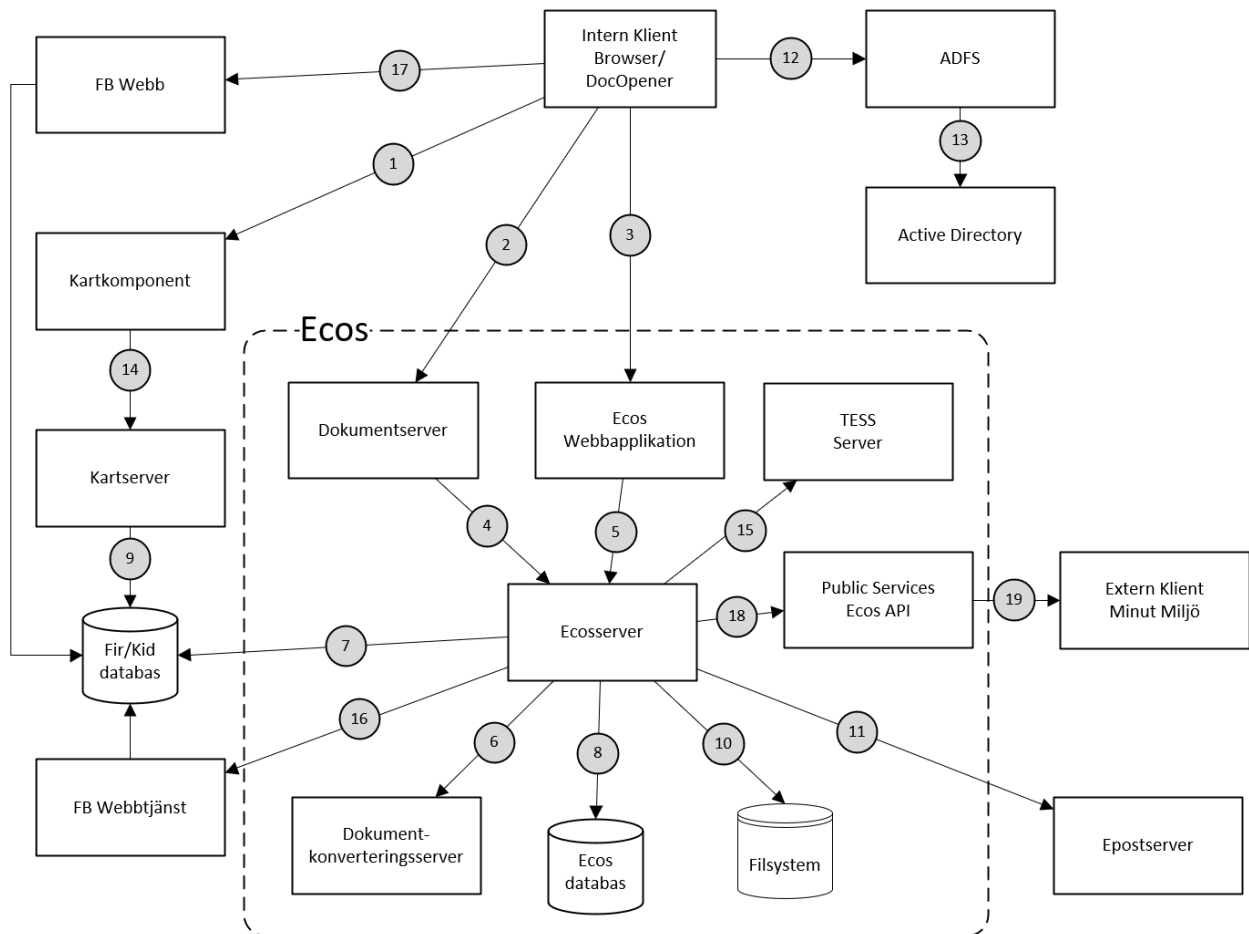 Intern Klient
Browser/
DocOpener
FB Webb
17
12
ADFS
1
13
2
3
Active Directory
Kartkomponent
Ecos
14
Dokumentserver
Ecos
Webbapplikation
TESS
Server
Kartserver
4
5
15
9
Public Services
Ecos API
19
Extern Klient
Minut Miljö
18
Ecosserver
7
Fir/Kid
databas
16
6
8
10
11
FB Webbtjänst
Dokument-
konverteringsserver
Ecos
databas
Filsystem
Epostserver